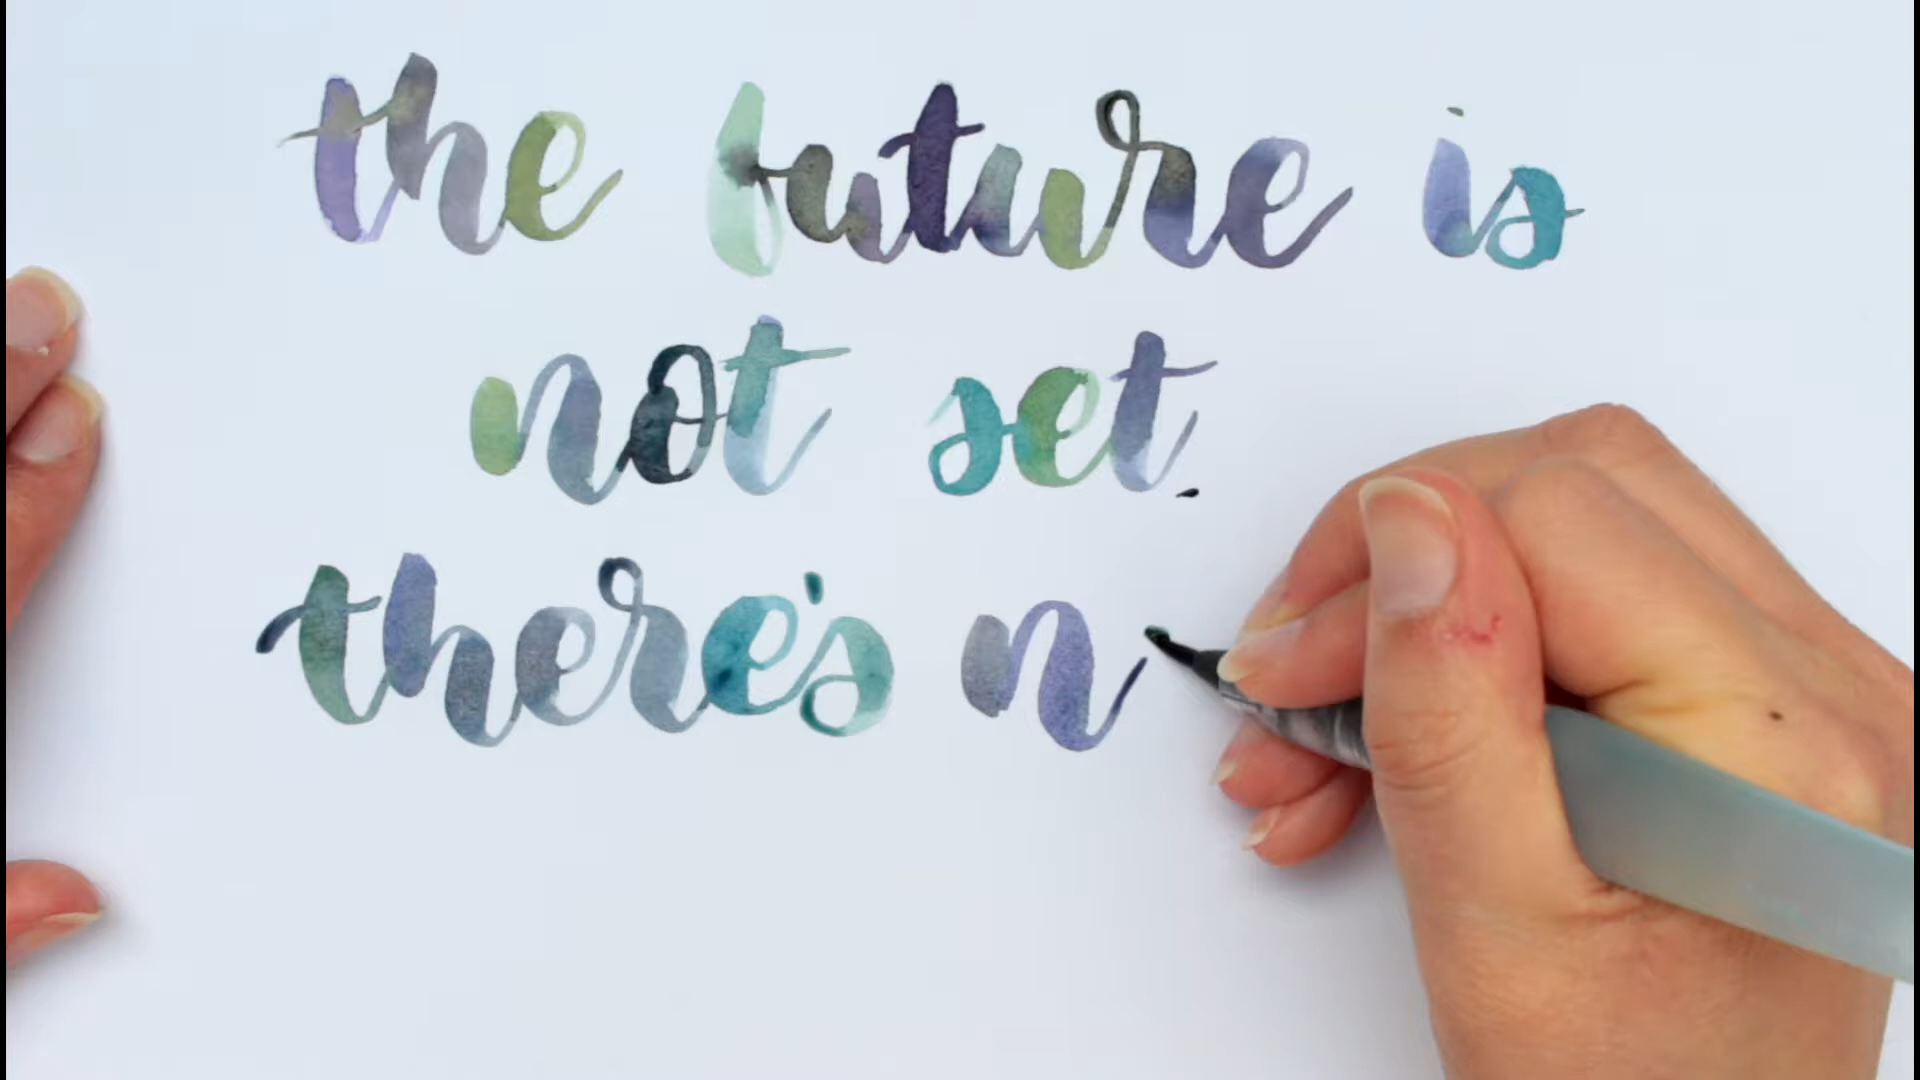 the future is
not set.
there's n